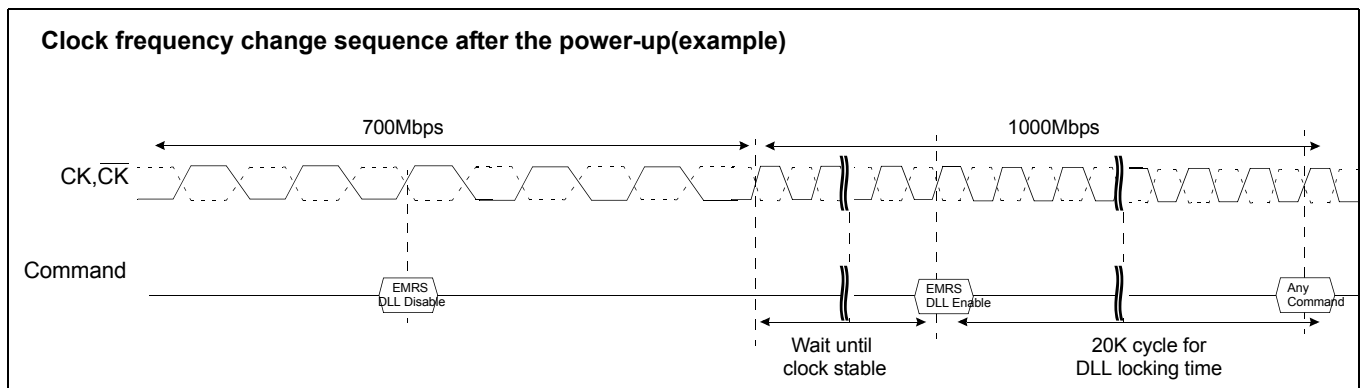 Clock frequency change sequence after the power-up(example)
700Mbps
1000Mbps
CK,C̅K̅
Command
EMRS
DLL Disable
EMRS
DLL Enable
Any
Command
Wait until
clock stable
20K cycle for
DLL locking time